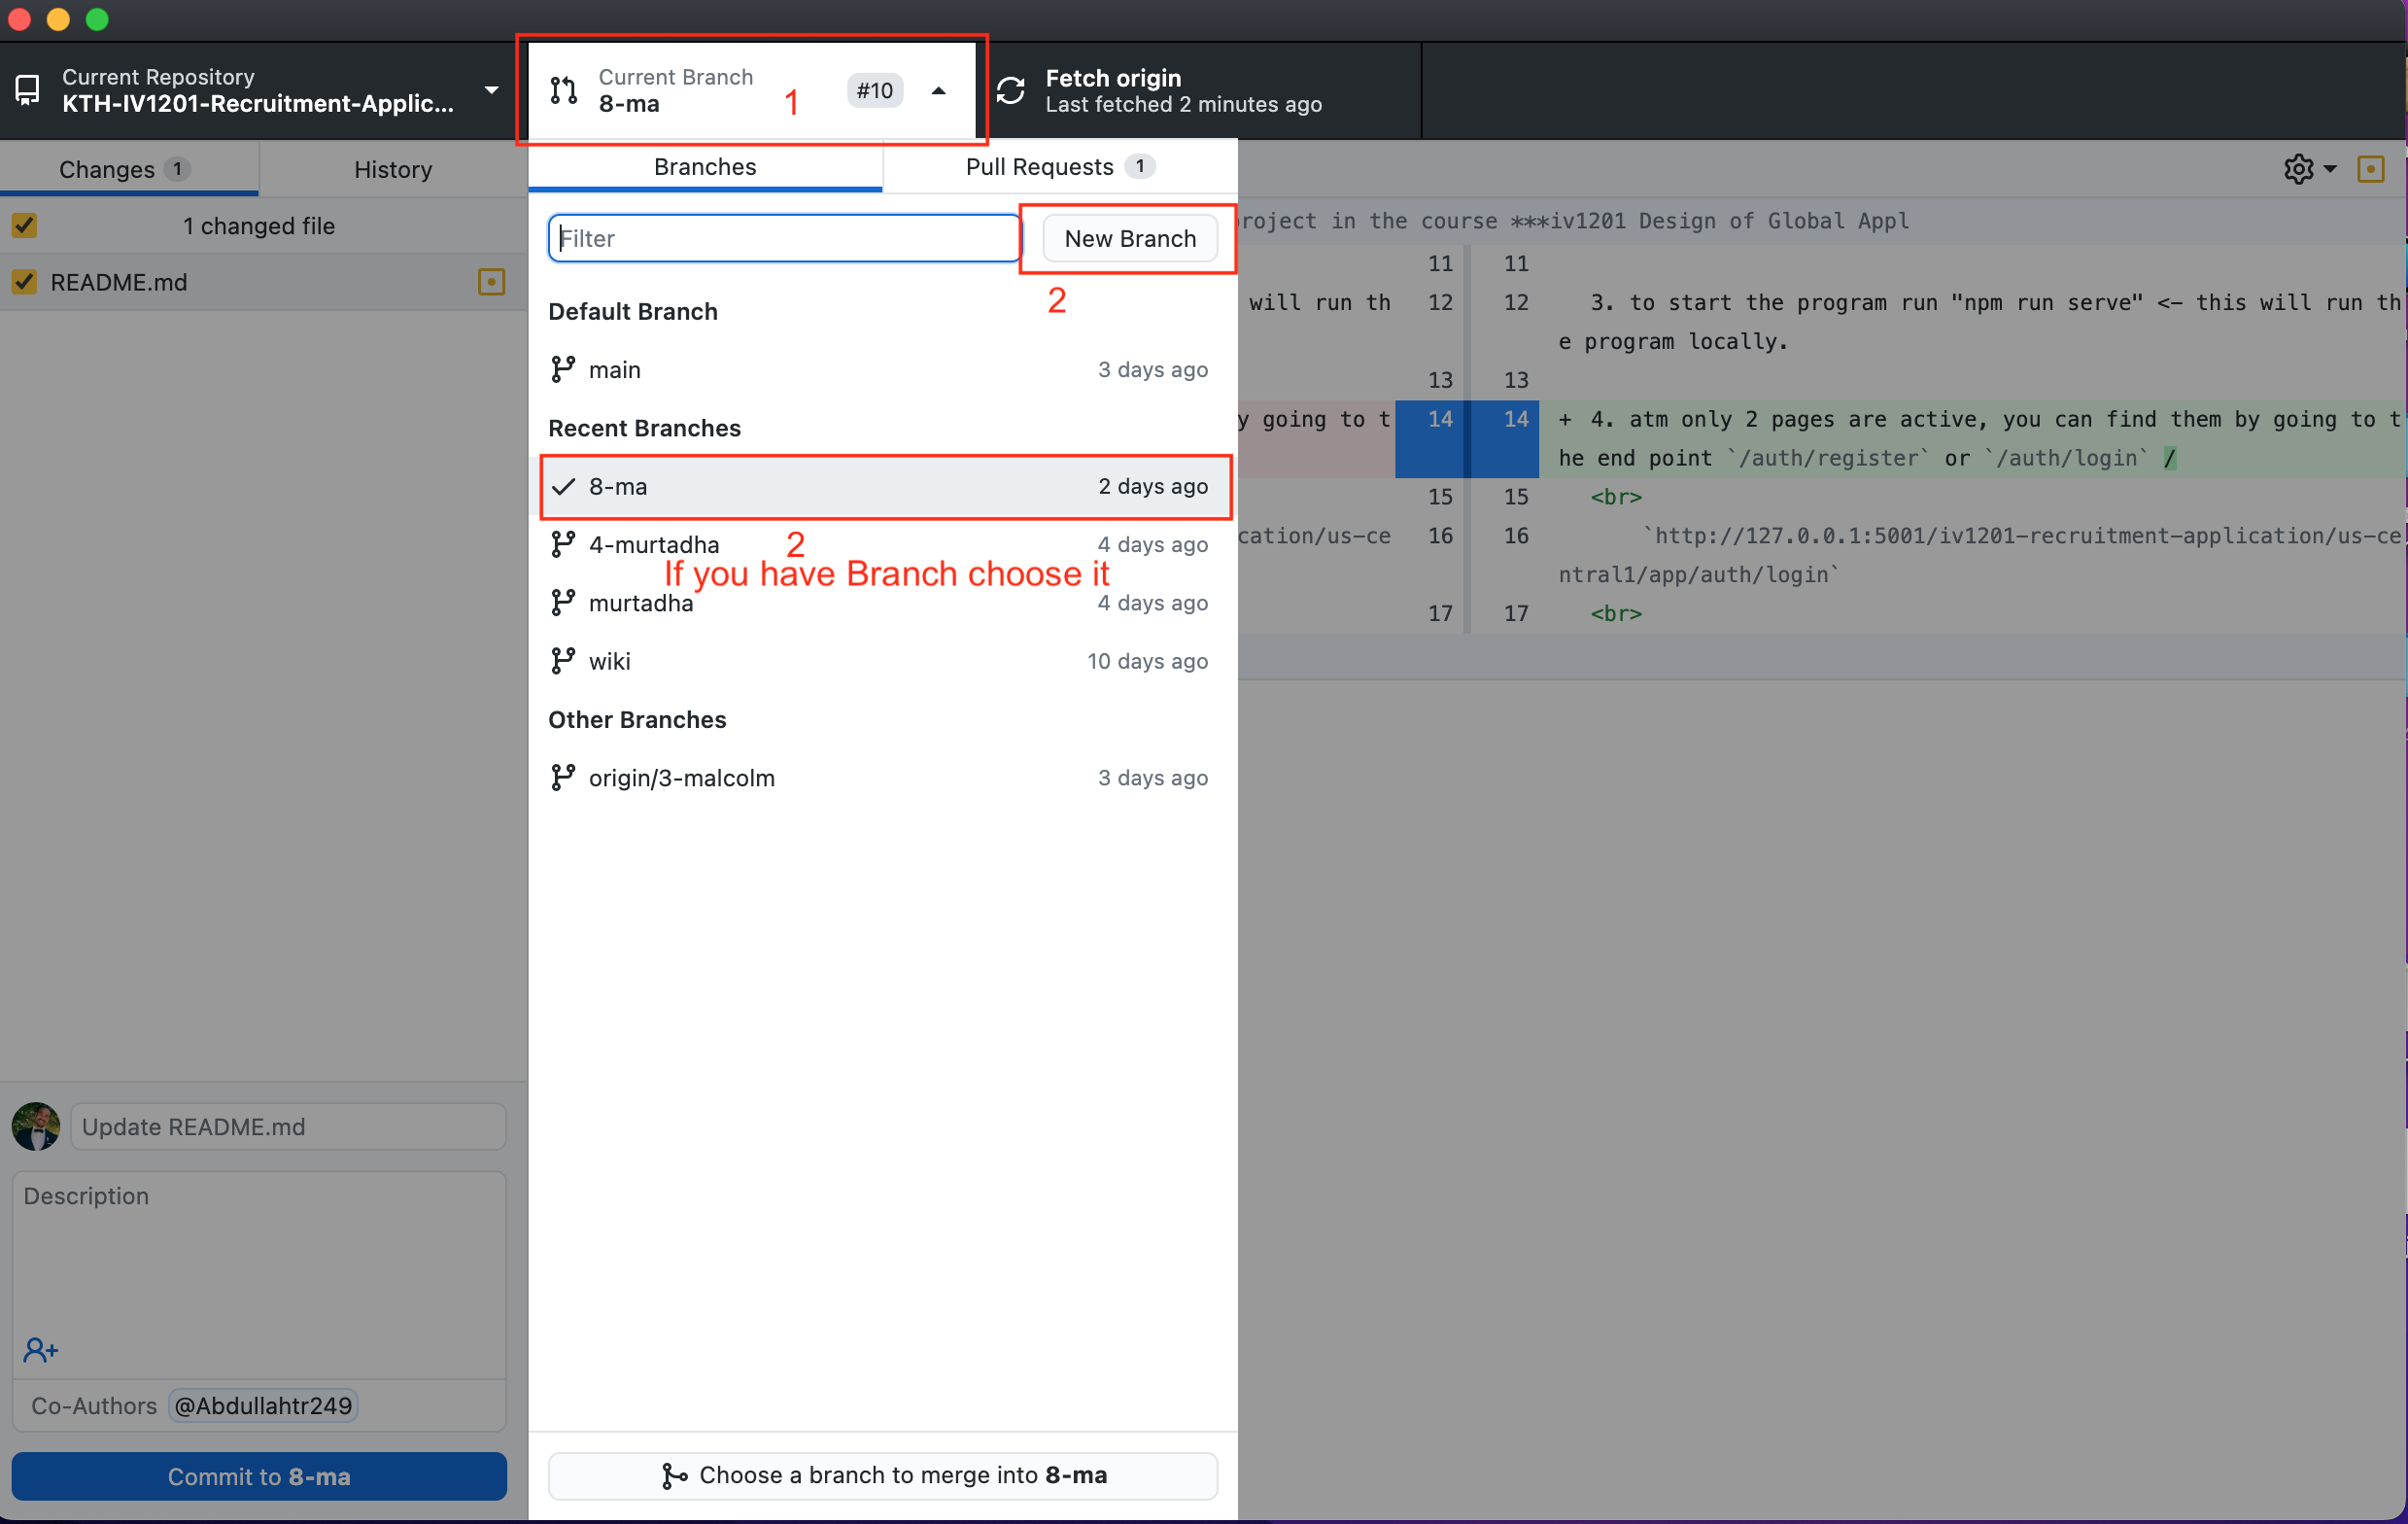 Current Repository
KTH-IV1201-Recruitment-Applic...
Current Branch
8-ma
1
#10
Fetch origin
Last fetched 2 minutes ago
Changes 1
History
Branches
Pull Requests 1
1 changed file
README.md
Filter
New Branch
2
Default Branch
main 3 days ago
Recent Branches
8-ma 2 days ago
4-murtadha 4 days ago
2
If you have Branch choose it
murtadha 4 days ago
wiki 10 days ago
Other Branches
origin/3-malcolm 3 days ago
Choose a branch to merge into 8-ma
roject in the course ***iv1201 Design of Global Appl
11 11
will run th 12 12 3. to start the program run "npm run serve" <— this will run th
e program locally.
13 13
y going to t 14 14 + 4. atm only 2 pages are active, you can find them by going to t
he end point `/auth/register` or `/auth/login` /
15 15 <br>
cation/us-ce 16 16 `http://127.0.0.1:5001/iv1201-recruitment-application/us-ce
ntral1/app/auth/login`
17 17 <br>
Update README.md
Description
Co-Authors @Abdullahtr249
Commit to 8-ma